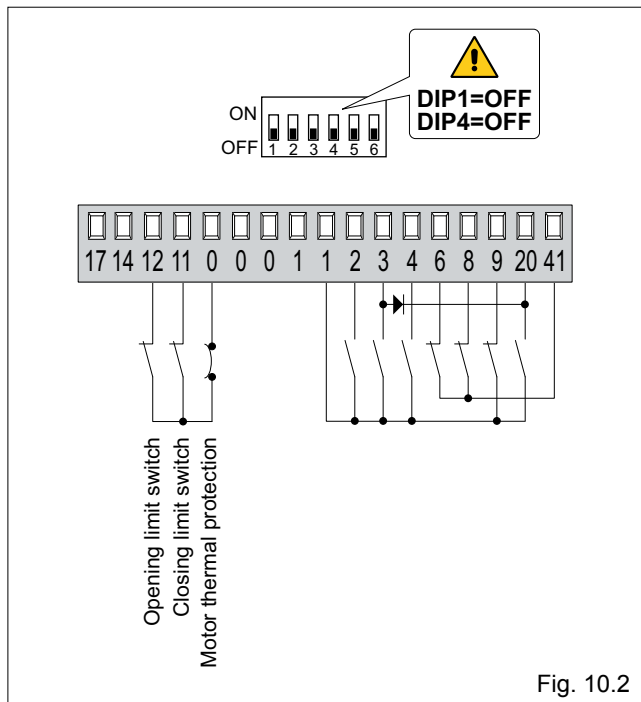 DIP1=OFF
DIP4=OFF
ON
OFF
1 2 3 4 5 6
17 14 12 11 0 0 0 1 1 2 3 4 6 8 9 20 41
Opening limit switch
Closing limit switch
Motor thermal protection
Fig. 10.2